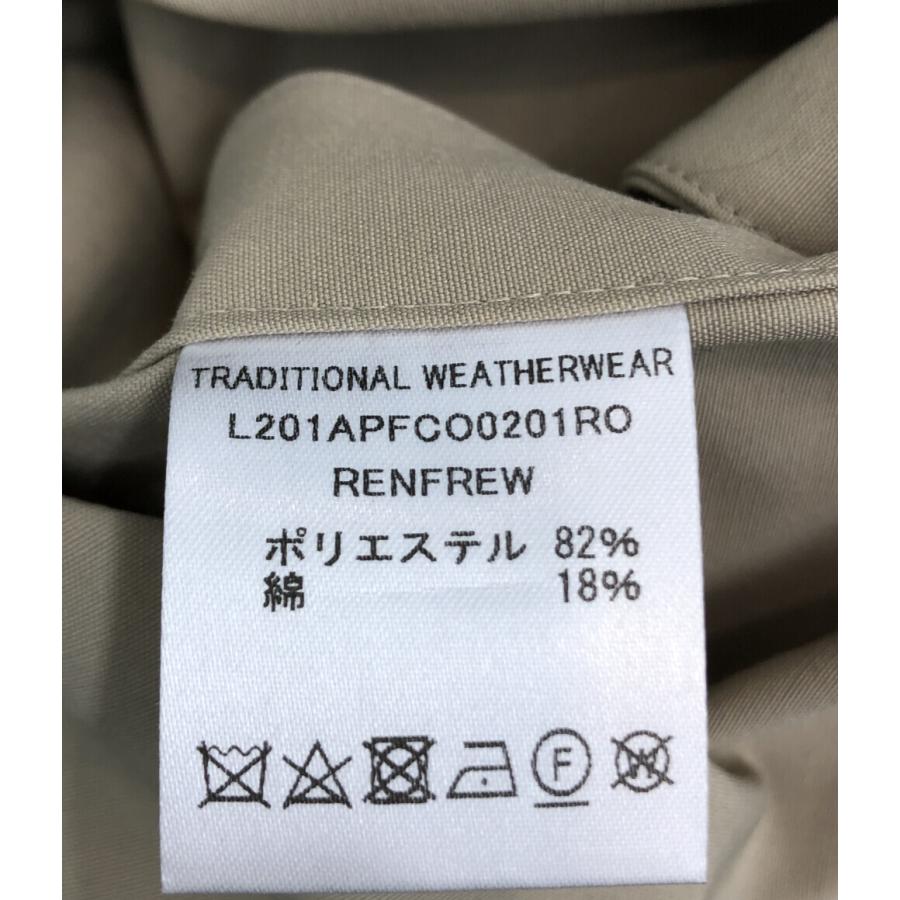 TRADITIONAL WEATHERWEAR
L201APFCO0201RO
RENFREW
ポリエステル 82%
綿 18%
F
W